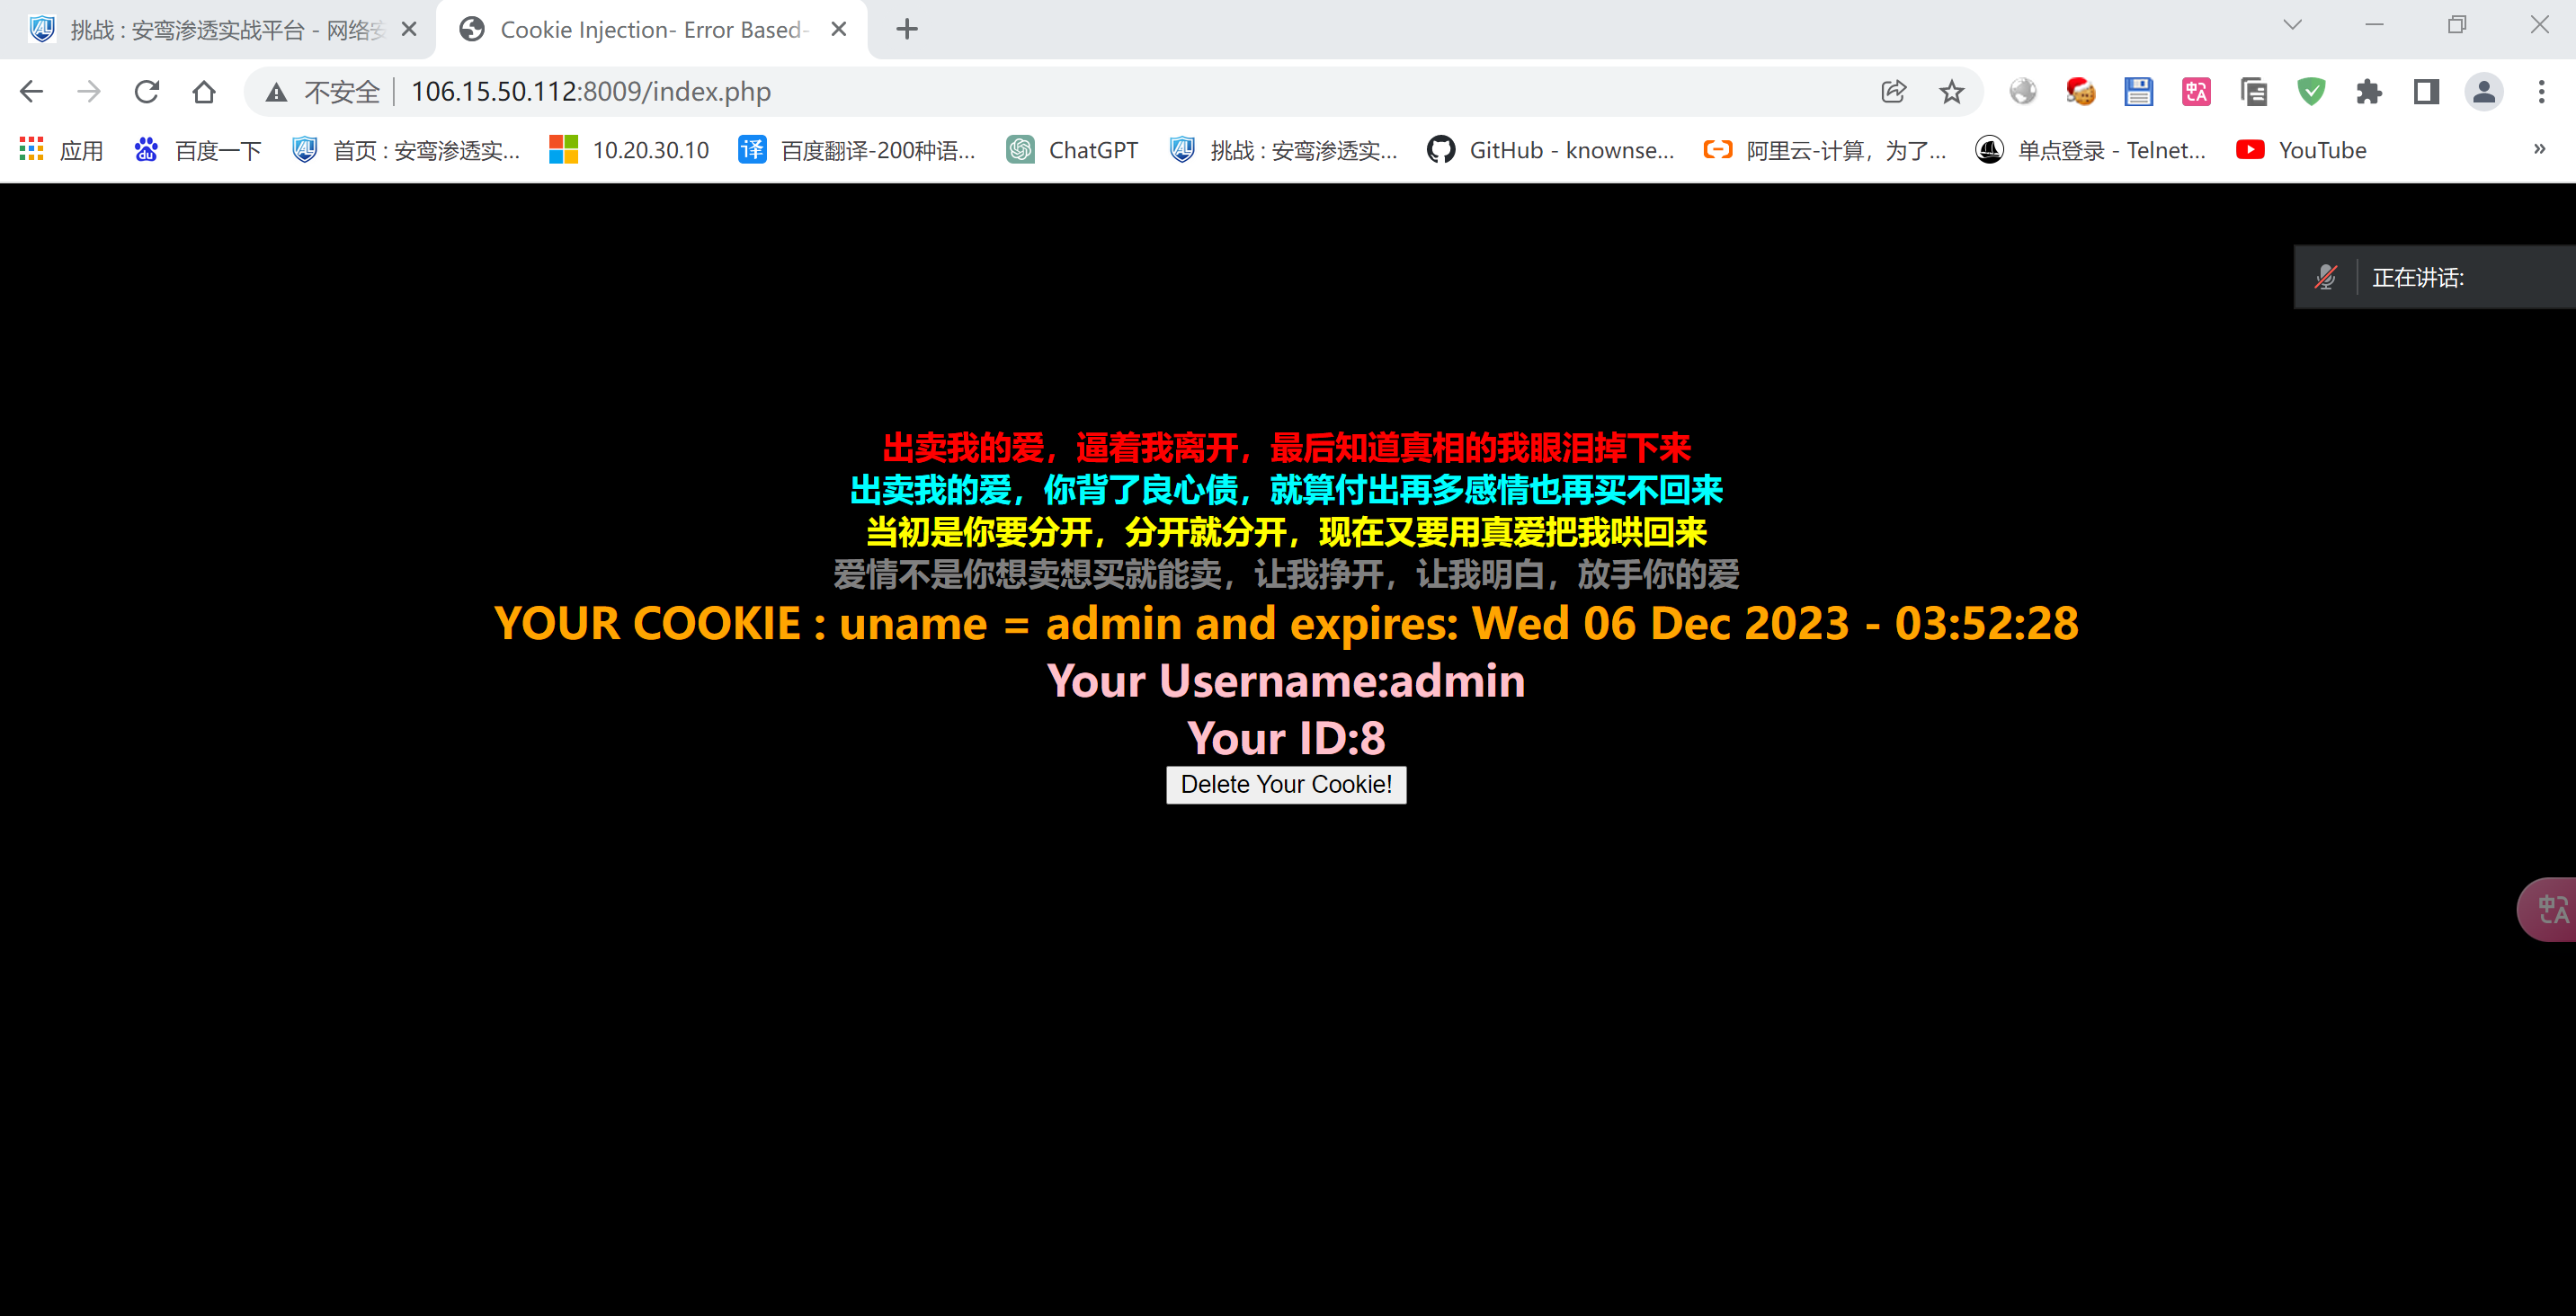 挑战 : 安鸾渗透实战平台 - 网络安
Cookie Injection- Error Based-
不安全
106.15.50.112:8009/index.php
应用
百度一下
首页 : 安鸾渗透实...
10.20.30.10
百度翻译-200种语...
ChatGPT
挑战 : 安鸾渗透实...
GitHub - knownse...
阿里云-计算，为了...
单点登录 - Telnet...
YouTube
»
正在讲话:
出卖我的爱，逼着我离开，最后知道真相的我眼泪掉下来
出卖我的爱，你背了良心债，就算付出再多感情也再买不回来
当初是你要分开，分开就分开，现在又要用真爱把我哄回来
爱情不是你想卖想买就能卖，让我挣开，让我明白，放手你的爱
YOUR COOKIE : uname = admin and expires: Wed 06 Dec 2023 - 03:52:28
Your Username:admin
Your ID:8
Delete Your Cookie!